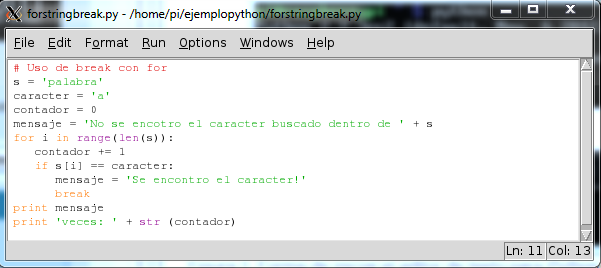 forstringbreak.py - /home/pi/ejemplopython/forstringbreak.py
File Edit Format Run Options Windows Help
# Uso de break con for
s = 'palabra'
caracter = 'a'
contador = 0
mensaje = 'No se encotro el caracter buscado dentro de ' + s
for i in range(len(s)):
   contador += 1
   if s[i] == caracter:
      mensaje = 'Se encontro el caracter!'
      break
print mensaje
print 'veces: ' + str (contador)
Ln: 11 Col: 13